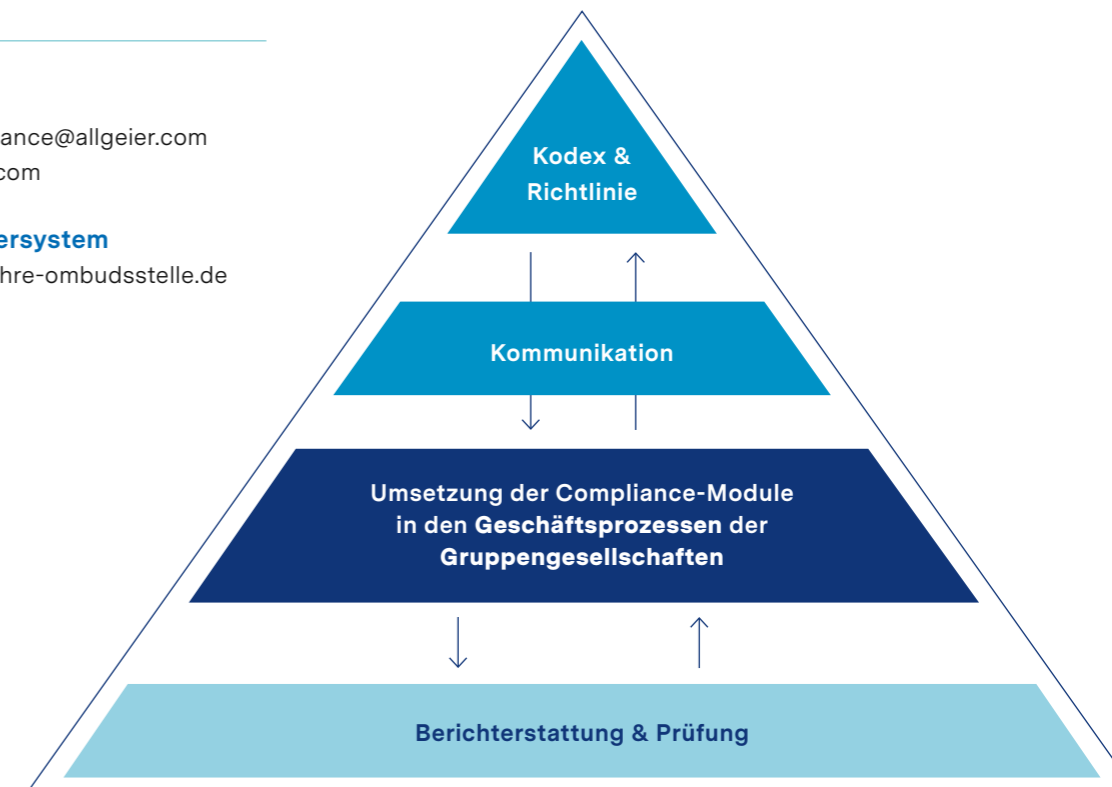 ance@allgeier.com
com
ersystem
hre-ombudsstelle.de
Kodex &
Richtlinie
Kommunikation
Umsetzung der Compliance-Module
in den Geschäftsprozessen der
Gruppengesellschaften
Berichterstattung & Prüfung